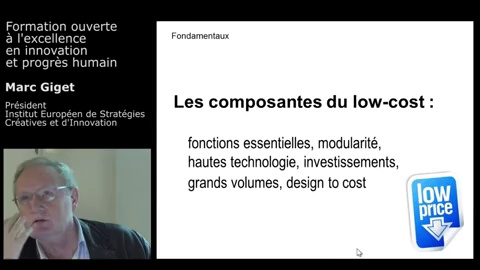 Formation ouverte
à l'excellence
en innovation
et progrès humain
Marc Giget
Président
Institut Européen de Stratégies
Créatives et d'Innovation
Fondamentaux
Les composantes du low-cost :
fonctions essentielles, modularité,
hautes technologie, investissements,
grands volumes, design to cost
low
price